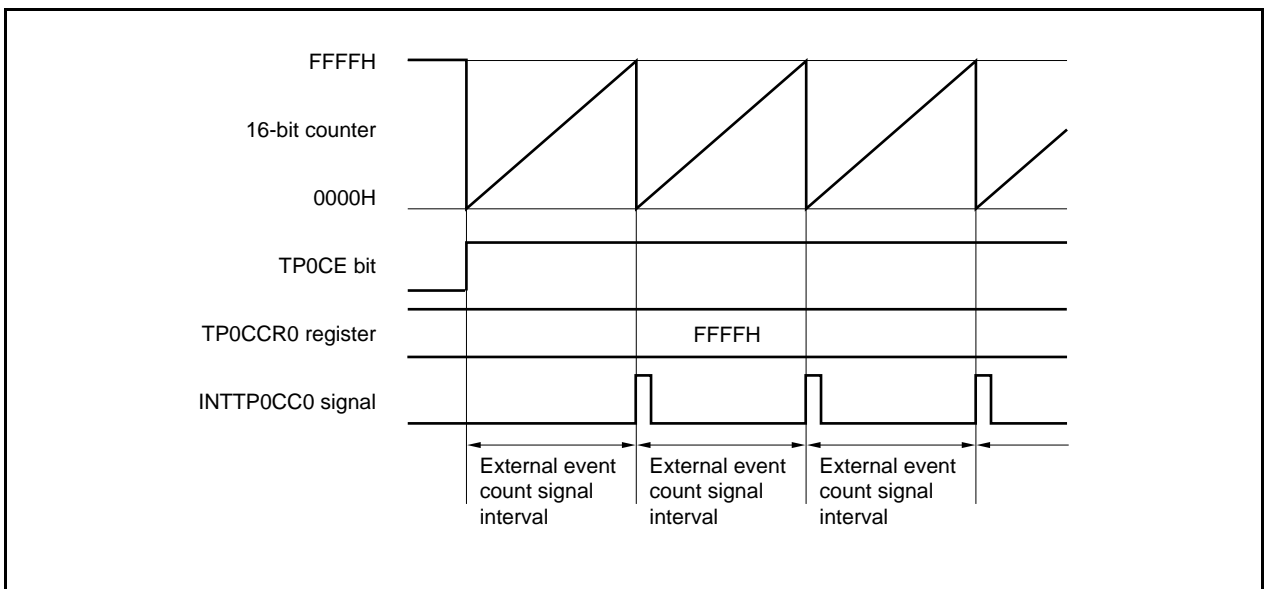 FFFFH
16-bit counter
0000H
TP0CE bit
TP0CCR0 register
FFFFH
INTTP0CC0 signal
External event
count signal
interval
External event
count signal
interval
External event
count signal
interval